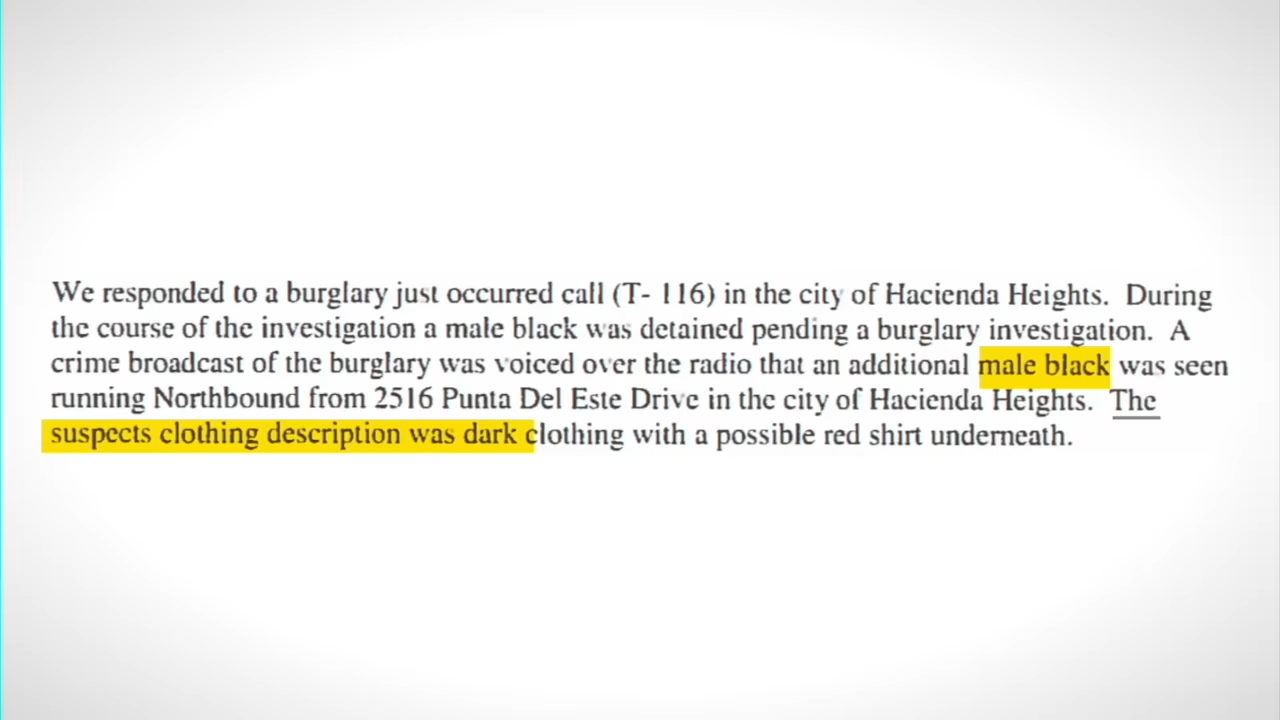 We responded to a burglary just occurred call (T- 116) in the city of Hacienda Heights.  During
the course of the investigation a male black was detained pending a burglary investigation.  A
crime broadcast of the burglary was voiced over the radio that an additional male black was seen
running Northbound from 2516 Punta Del Este Drive in the city of Hacienda Heights.  The
suspects clothing description was dark clothing with a possible red shirt underneath.